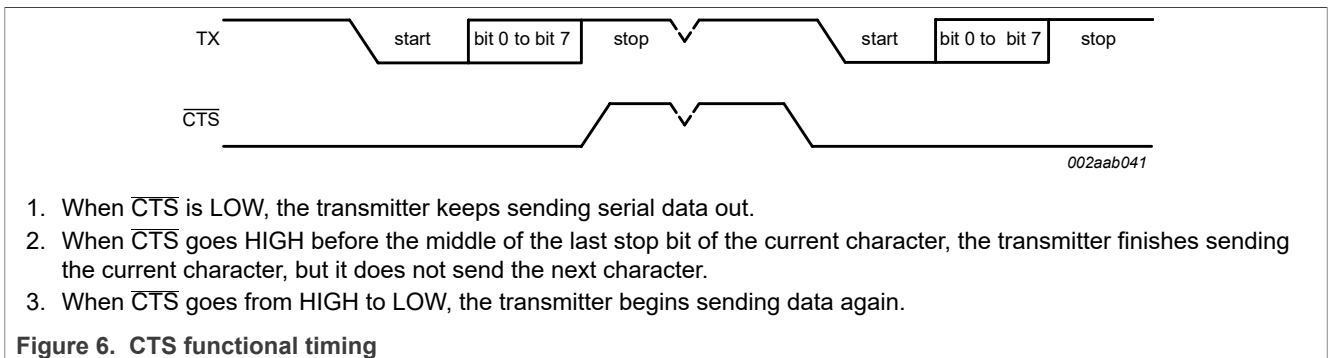 TX start bit 0 to bit 7 stop start bit 0 to bit 7 stop
CTS
002aab041
1. When CTS is LOW, the transmitter keeps sending serial data out.
2. When CTS goes HIGH before the middle of the last stop bit of the current character, the transmitter finishes sending
the current character, but it does not send the next character.
3. When CTS goes from HIGH to LOW, the transmitter begins sending data again.
Figure 6. CTS functional timing